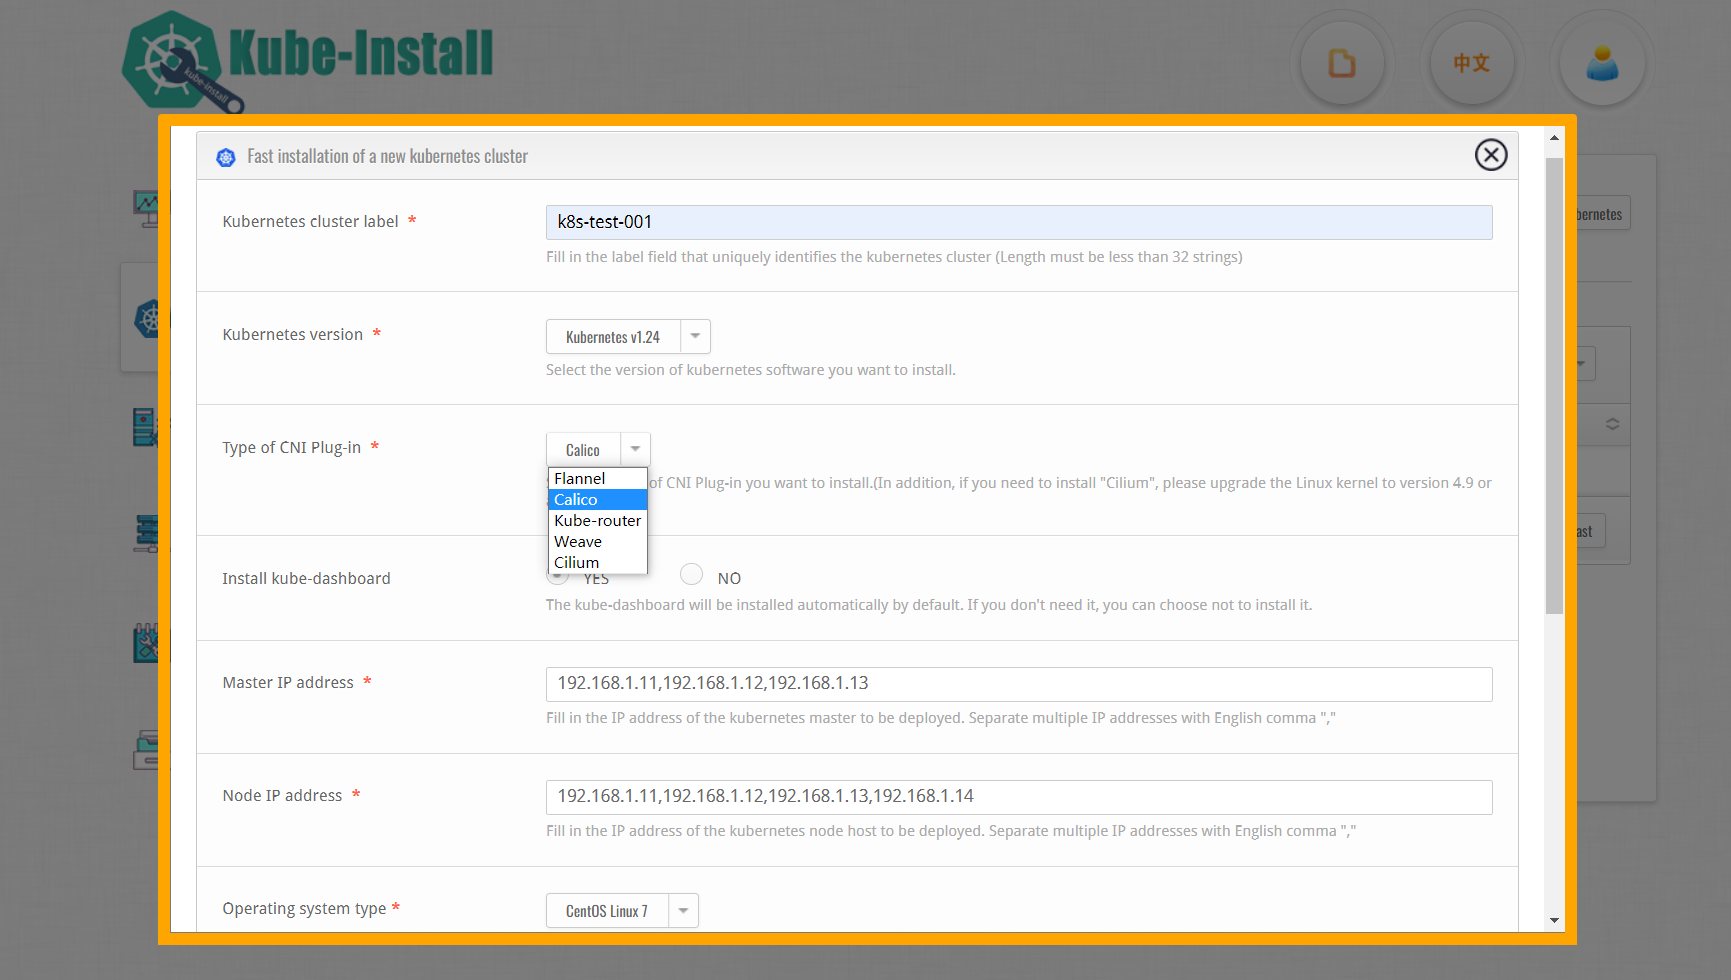 Kube-Install
kube-install
中文
Fast installation of a new kubernetes cluster
Kubernetes cluster label *
k8s-test-001
Fill in the label field that uniquely identifies the kubernetes cluster (Length must be less than 32 strings)
Kubernetes version *
Kubernetes v1.24
Select the version of kubernetes software you want to install.
Type of CNI Plug-in *
Calico
of CNI Plug-in you want to install.(In addition, if you need to install "Cilium", please upgrade the Linux kernel to version 4.9 or
Flannel
Calico
Kube-router
Weave
Cilium
Install kube-dashboard
YES
NO
The kube-dashboard will be installed automatically by default. If you don't need it, you can choose not to install it.
Master IP address *
192.168.1.11,192.168.1.12,192.168.1.13
Fill in the IP address of the kubernetes master to be deployed. Separate multiple IP addresses with English comma ","
Node IP address *
192.168.1.11,192.168.1.12,192.168.1.13,192.168.1.14
Fill in the IP address of the kubernetes node host to be deployed. Separate multiple IP addresses with English comma ","
Operating system type *
CentOS Linux 7